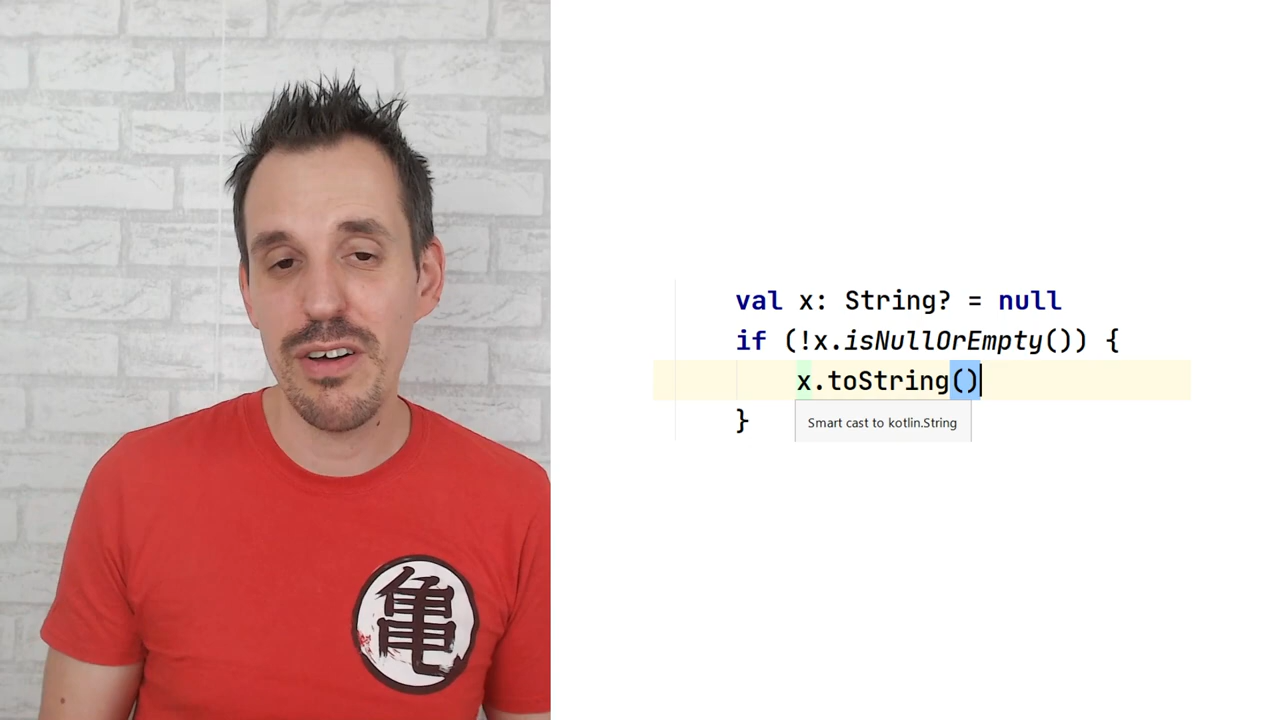 亀
val x: String? = null
if (!x.isNullOrEmpty()) {
x.toString()
}
Smart cast to kotlin.String